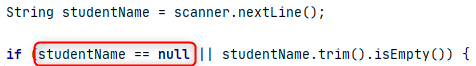 String studentName = scanner.nextLine();
if (studentName == null || studentName.trim().isEmpty()) {